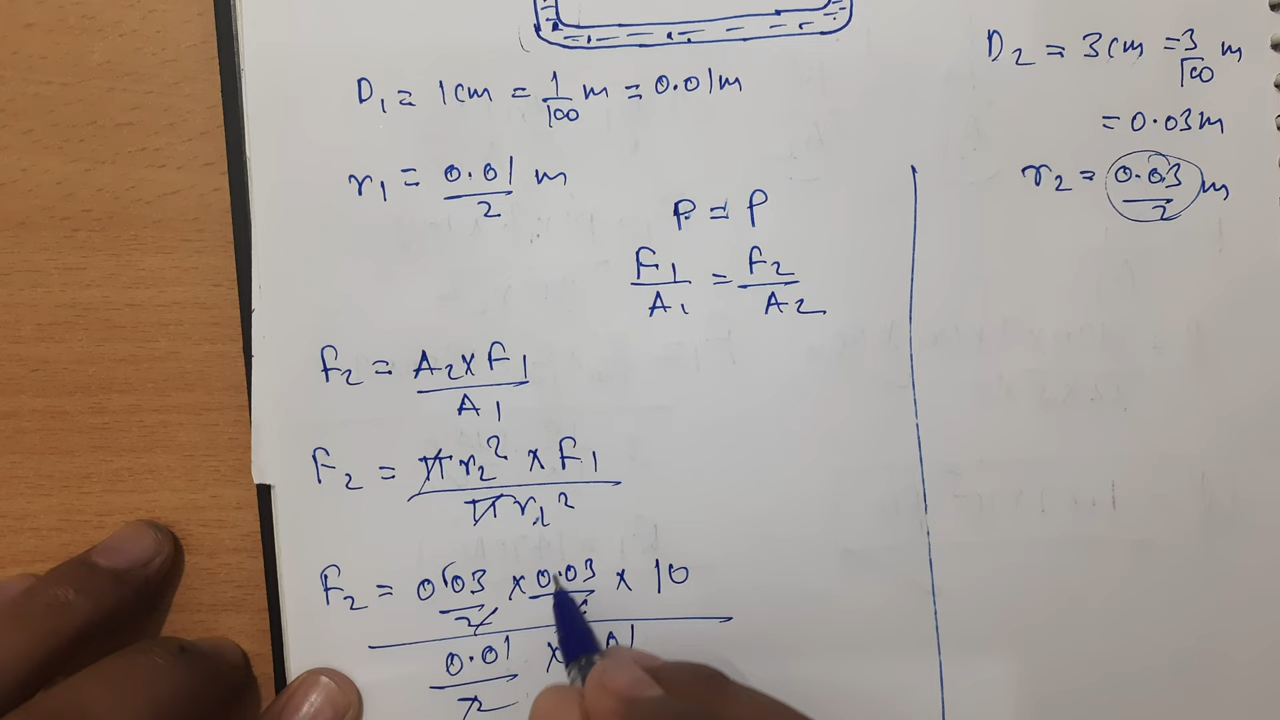 D₁ = 1cm = 1/100 m = 0.01m
r₁ = 0.01/2 m
D₂ = 3cm = 3/100 m
= 0.03m
r₂ = 0.03/2 m
P = P
F₁/A₁ = F₂/A₂
F₂ = A₂ x F₁ / A₁
F₂ = πr₂² x F₁ / πr₁²
F₂ = 0.03/2 x 0.03/2 x 10
0.01/2 x